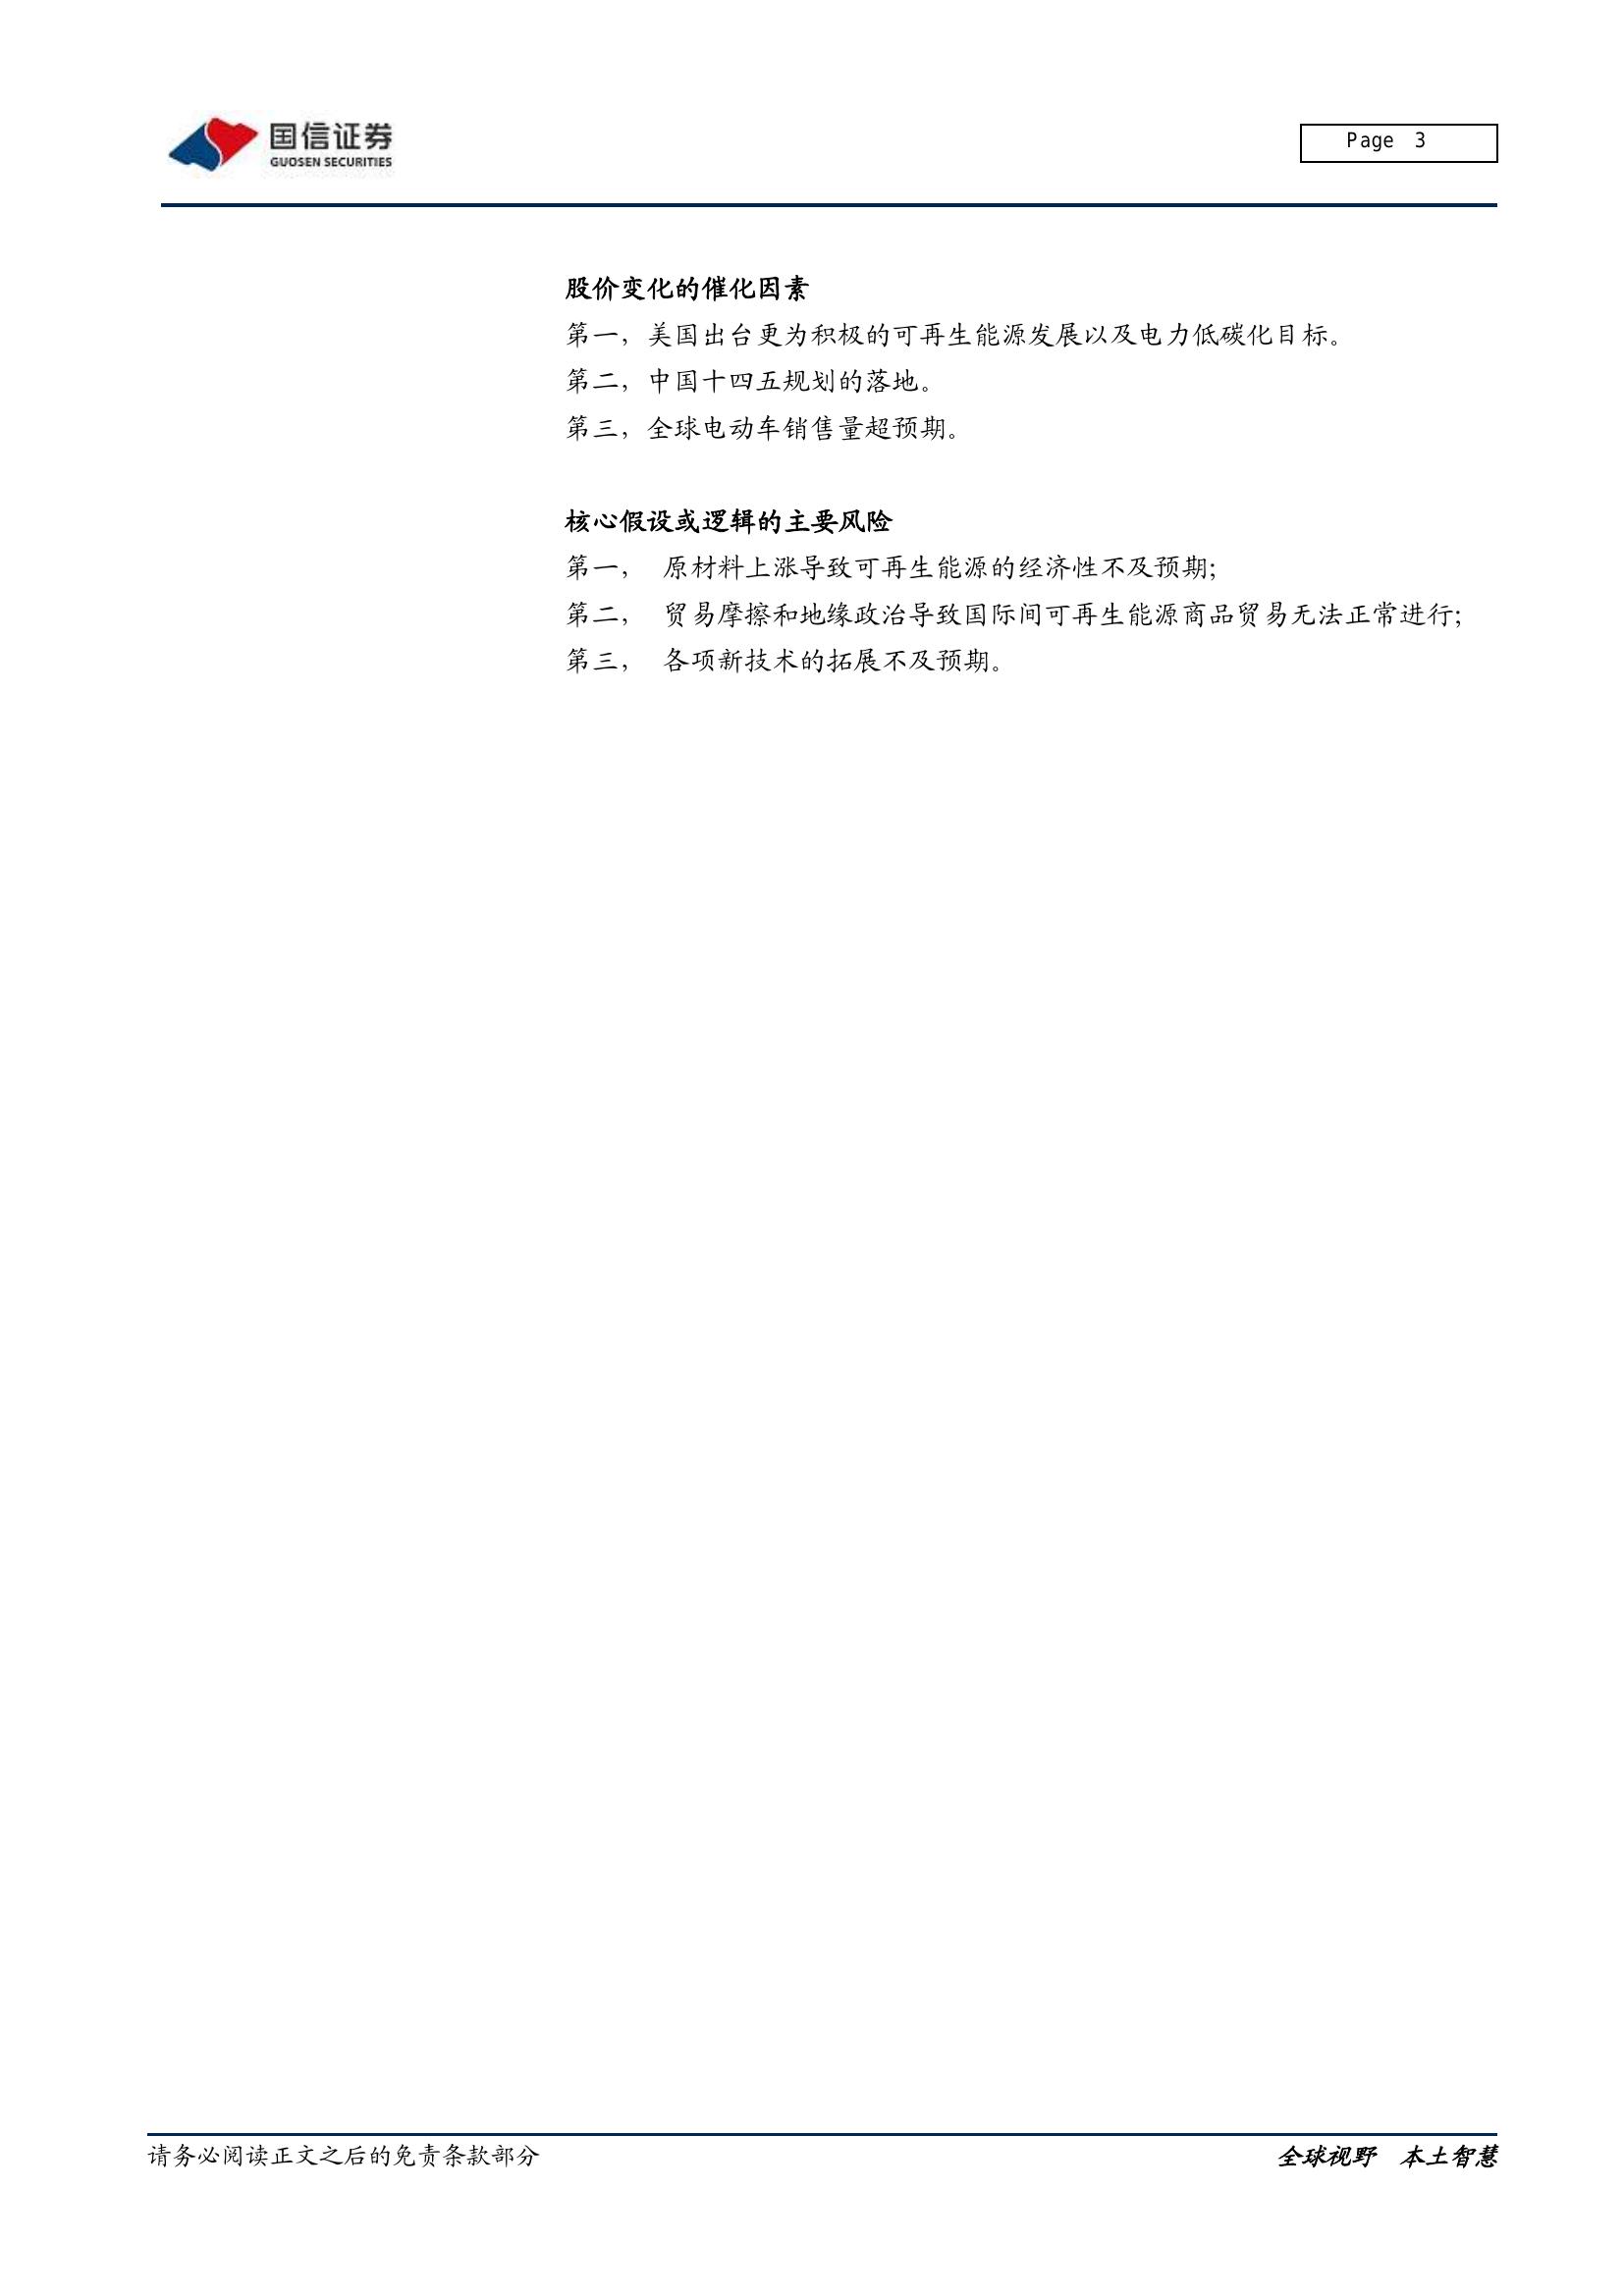 国信证券
GUOSEN SECURITIES
Page 3
股价变化的催化因素
第一，美国出台更为积极的可再生能源发展以及电力低碳化目标。
第二，中国十四五规划的落地。
第三，全球电动车销售量超预期。
核心假设或逻辑的主要风险
第一， 原材料上涨导致可再生能源的经济性不及预期;
第二， 贸易摩擦和地缘政治导致国际间可再生能源商品贸易无法正常进行;
第三， 各项新技术的拓展不及预期。
请务必阅读正文之后的免责条款部分
全球视野 本土智慧